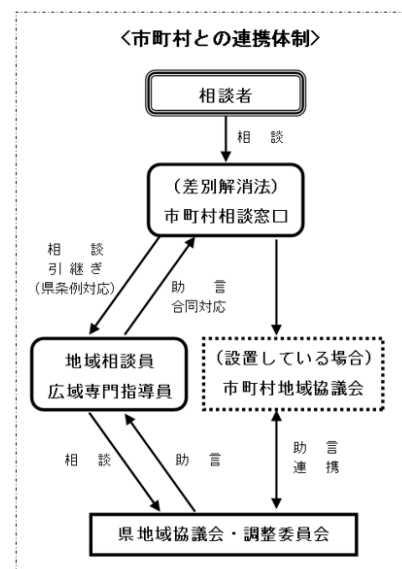 <市町村との連携体制>
相談者
相 談
（差別解消法）
市町村相談窓口
相 談
引継ぎ
（県条例対応）
助 言
合同対応
地域相談員
広域専門指導員
（設置している場合）
市町村地域協議会
相 談
助 言
助 言
連 携
県地域協議会・調整委員会